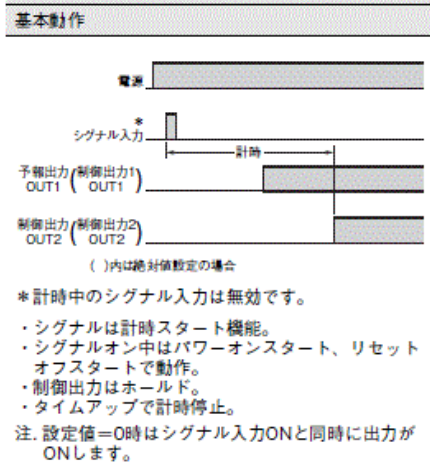 基本動作
電源
*
シグナル入力
計時
予報出力(制御出力1)
OUT1 ( OUT1 )
制御出力(制御出力2)
OUT2 ( OUT2 )
( )内は絶対値設定の場合
*計時中のシグナル入力は無効です。
・シグナルは計時スタート機能。
・シグナルオン中はパワーオンスタート、リセット
オフスタートで動作。
・制御出力はホールド。
・タイムアップで計時停止。
注. 設定値=0時はシグナル入力ONと同時に出力が
ONします。